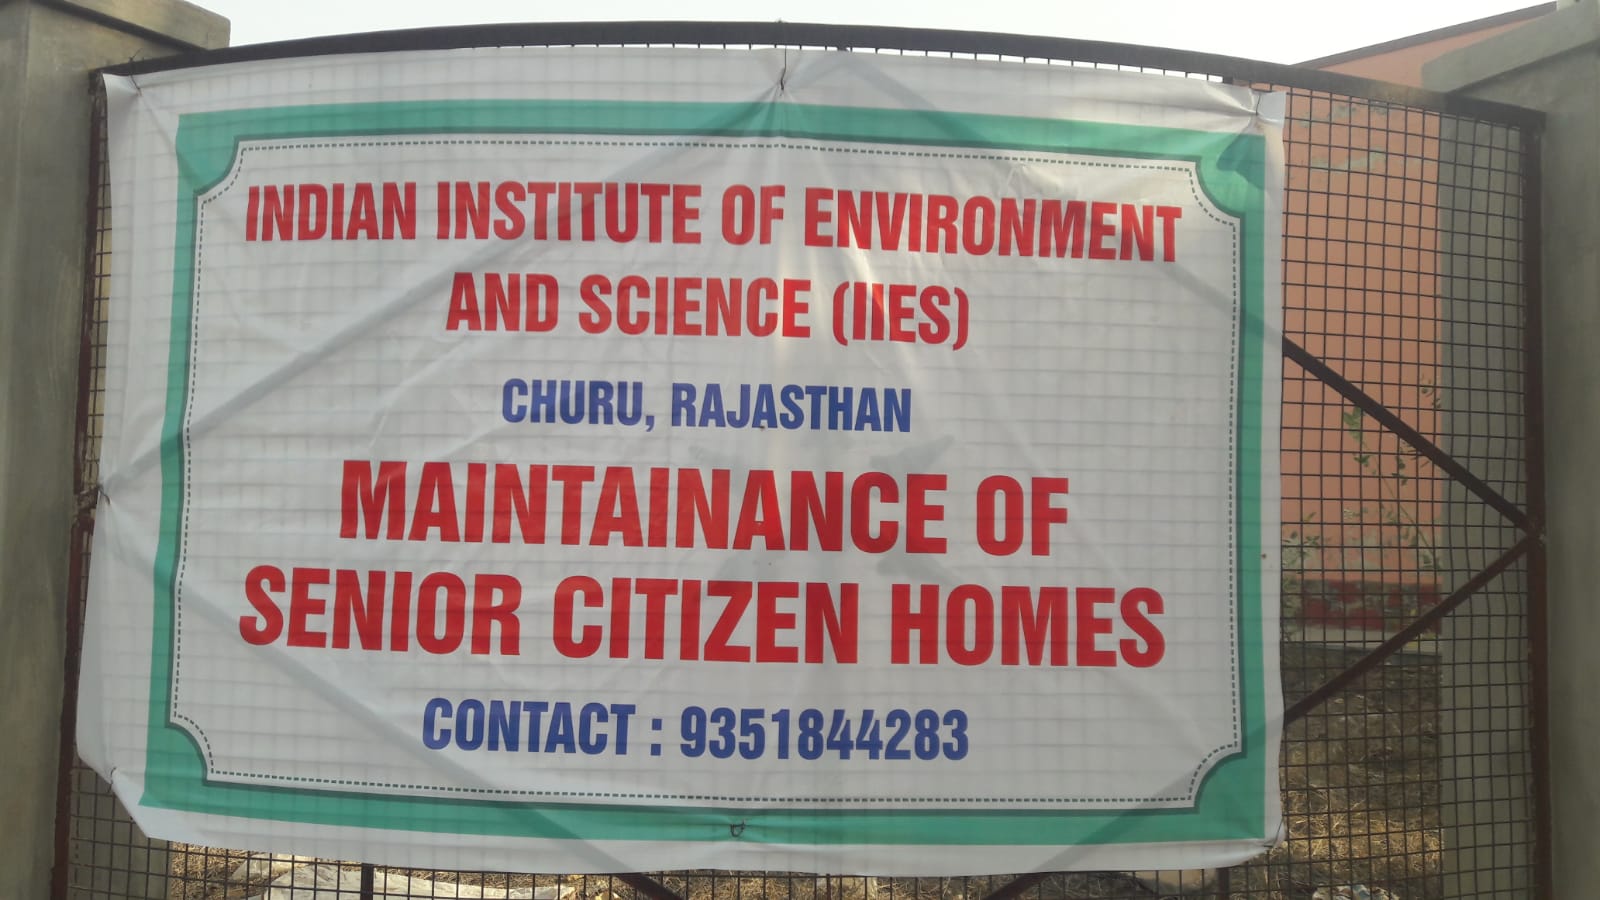 INDIAN INSTITUTE OF ENVIRONMENT
AND SCIENCE (IIES)
CHURU, RAJASTHAN
MAINTAINANCE OF
SENIOR CITIZEN HOMES
CONTACT : 9351844283